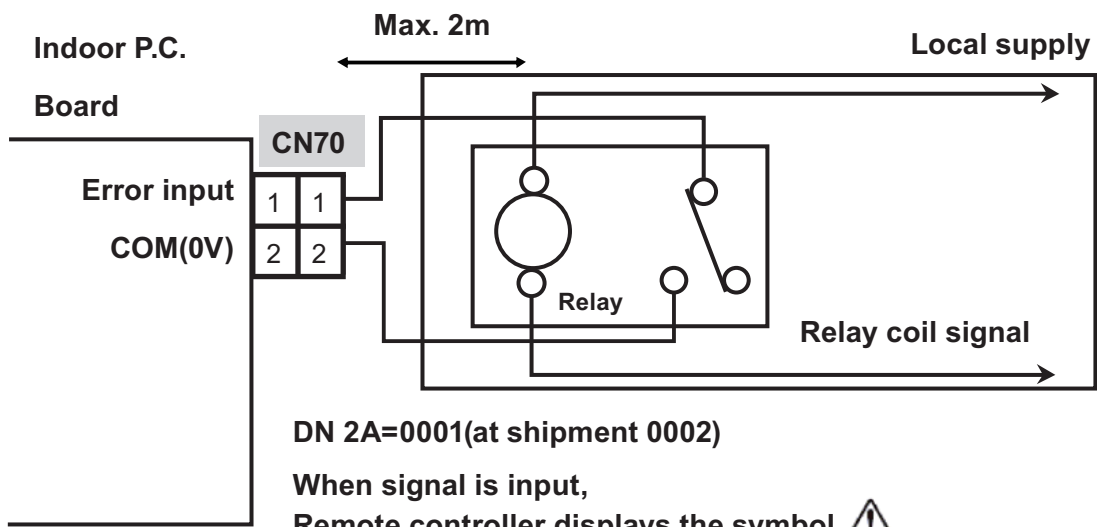 Indoor P.C.
Board
Max. 2m
Local supply
CN70
Error input
1 1
COM(0V)
2 2
Relay
Relay coil signal
DN 2A=0001(at shipment 0002)
When signal is input,
Remote controller displays the symbol